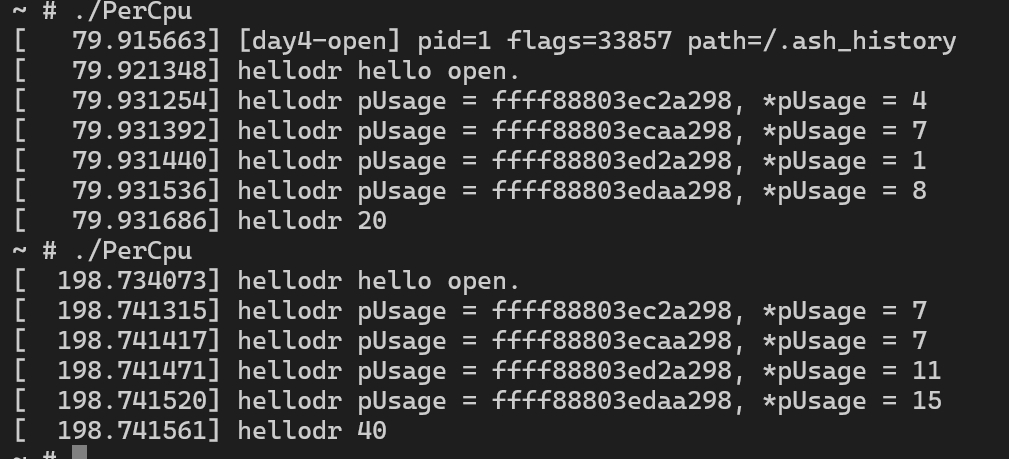 ~ # ./PerCpu
[   79.915663] [day4-open] pid=1 flags=33857 path=/.ash_history
[   79.921348] hellodr hello open.
[   79.931254] hellodr pUsage = ffff88803ec2a298, *pUsage = 4
[   79.931392] hellodr pUsage = ffff88803ecaa298, *pUsage = 7
[   79.931440] hellodr pUsage = ffff88803ed2a298, *pUsage = 1
[   79.931536] hellodr pUsage = ffff88803edaa298, *pUsage = 8
[   79.931686] hellodr 20
~ # ./PerCpu
[  198.734073] hellodr hello open.
[  198.741315] hellodr pUsage = ffff88803ec2a298, *pUsage = 7
[  198.741417] hellodr pUsage = ffff88803ecaa298, *pUsage = 7
[  198.741471] hellodr pUsage = ffff88803ed2a298, *pUsage = 11
[  198.741520] hellodr pUsage = ffff88803edaa298, *pUsage = 15
[  198.741561] hellodr 40
~ #